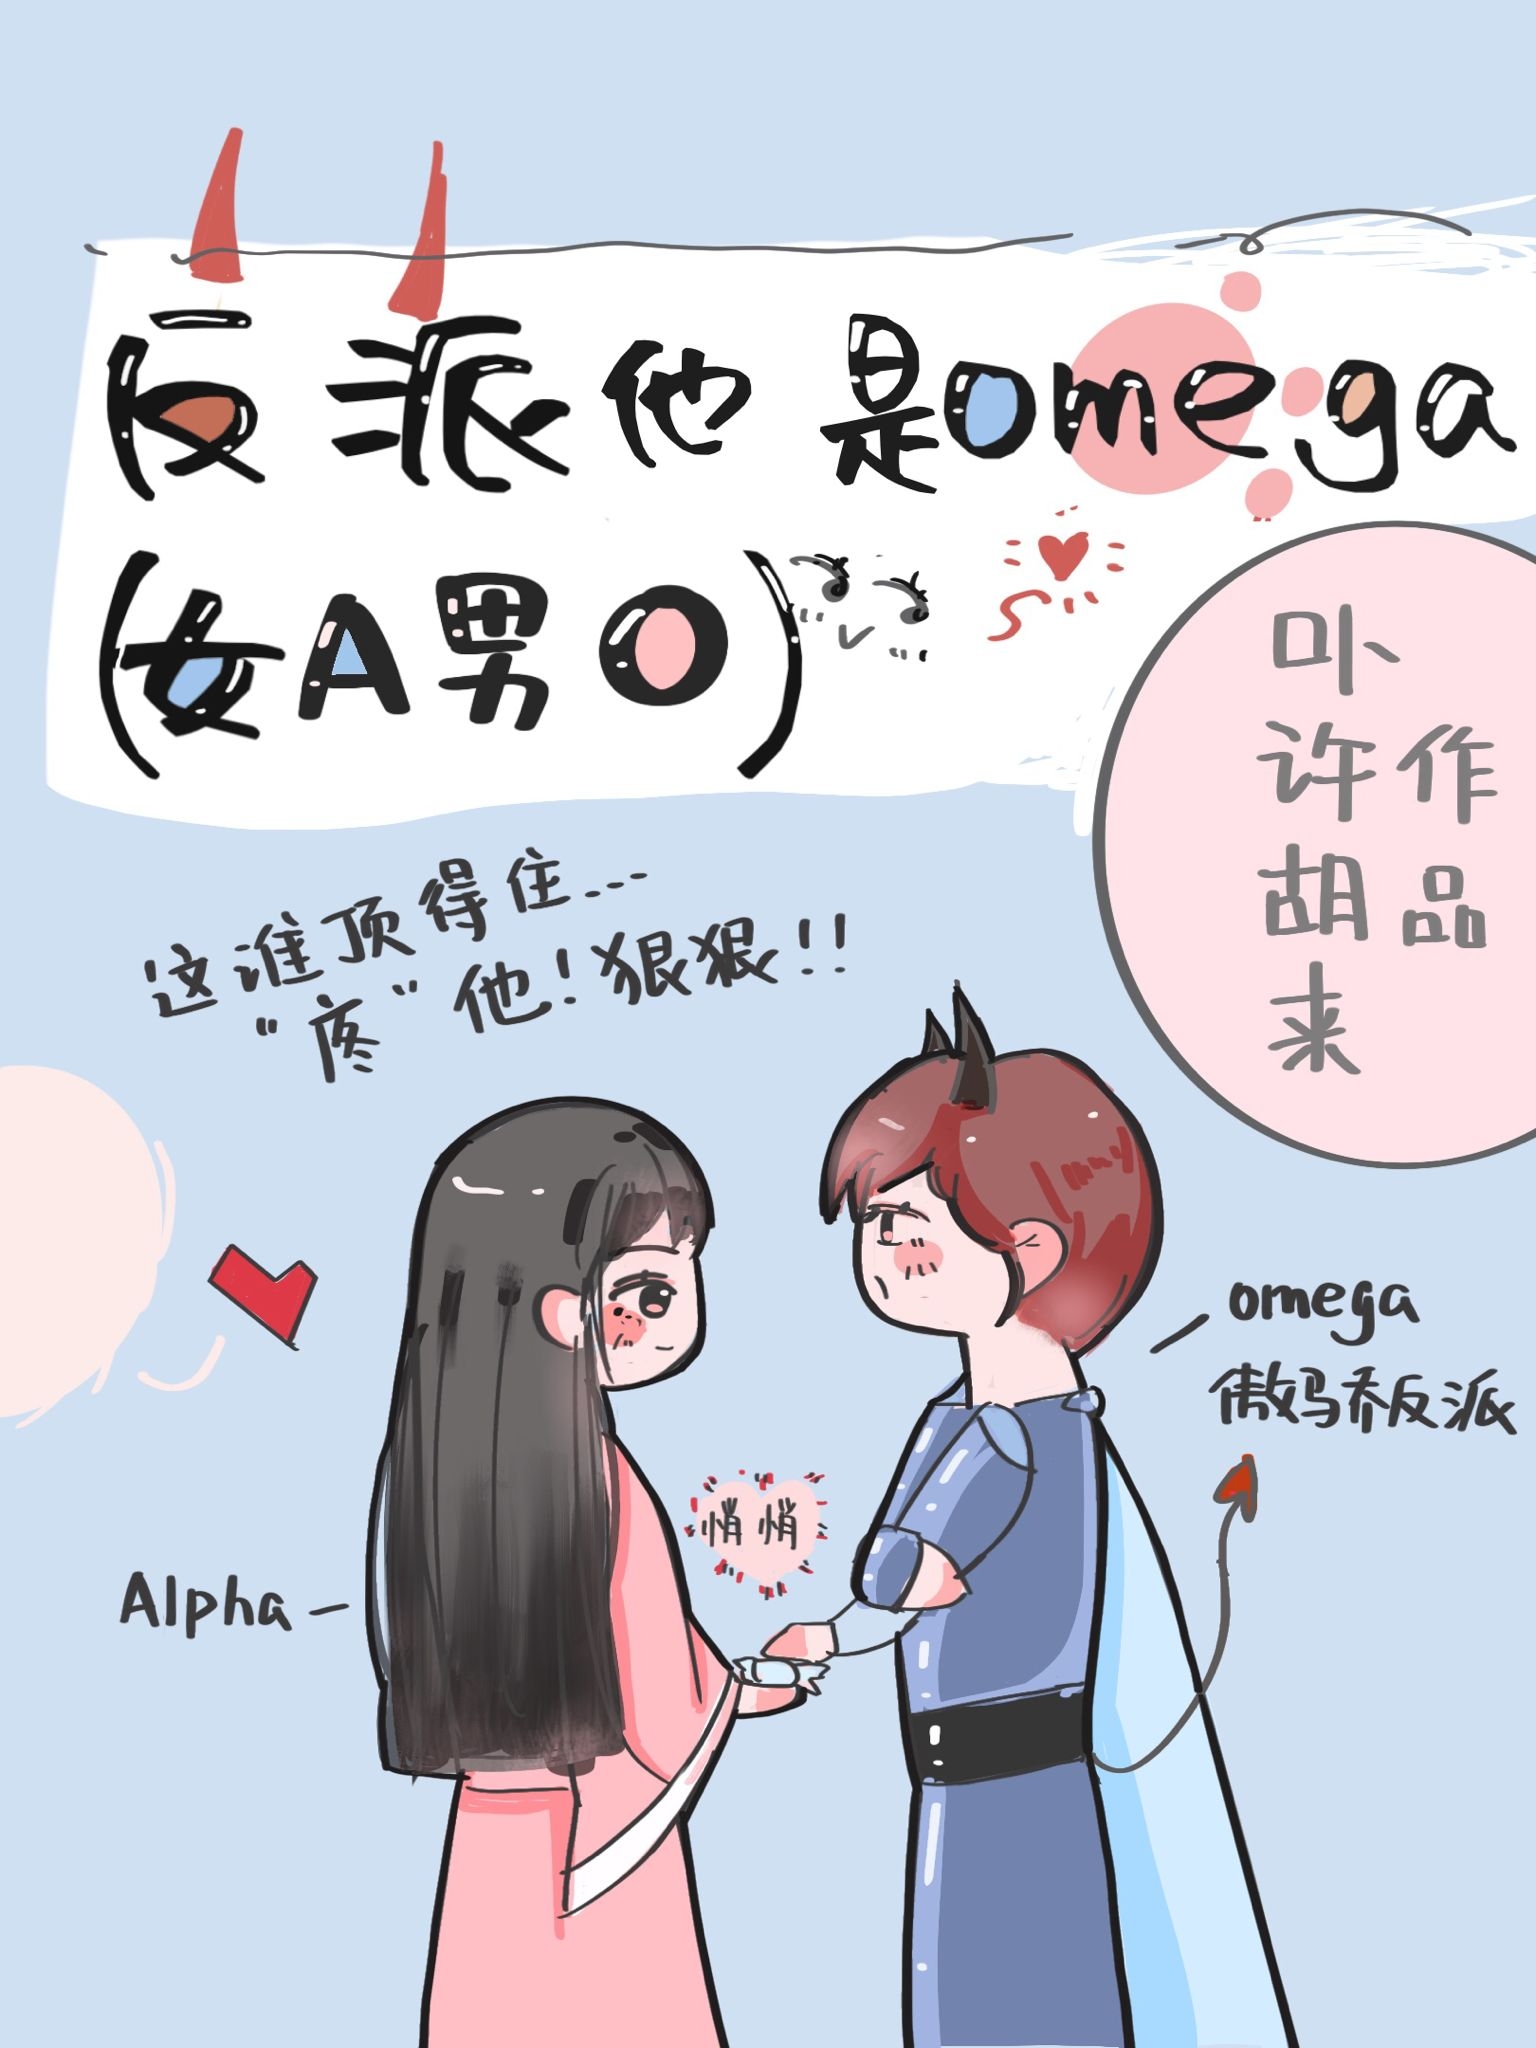 反派他是omega
(女A男O)
卟许胡来
作品
这谁顶得住...
"疼"他!狠狠!!
悄悄
omega
傲娇反派
Alpha